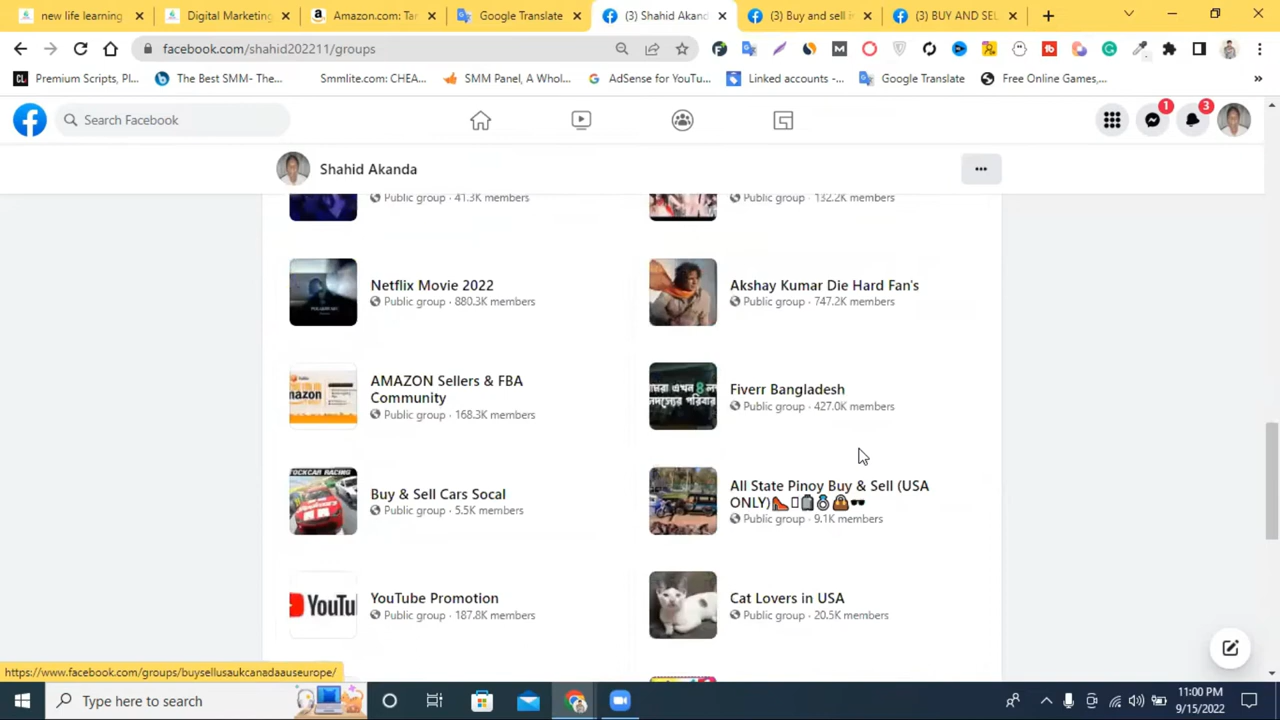 new life learning
Digital Marketing
Amazon.com: Tar
Google Translate
(3) Shahid Akand
(3) Buy and sell i
(3) BUY AND SEL
facebook.com/shahid202211/groups
Premium Scripts, Pl...
The Best SMM- The...
Smmlite.com: CHEA...
SMM Panel, A Whol...
AdSense for YouTu...
Linked accounts -...
Google Translate
Free Online Games,...
Search Facebook
1
3
Shahid Akanda
Public group · 41.3K members
Public group · 132.2K members
Netflix Movie 2022
Public group · 880.3K members
Akshay Kumar Die Hard Fan's
Public group · 747.2K members
AMAZON Sellers & FBA
Community
Public group · 168.3K members
Fiverr Bangladesh
Public group · 427.0K members
Buy & Sell Cars Socal
Public group · 5.5K members
All State Pinoy Buy & Sell (USA
ONLY)👠▯🧳💍👜🕶
Public group · 9.1K members
YouTube Promotion
Public group · 187.8K members
Cat Lovers in USA
Public group · 20.5K members
YouTu
https://www.facebook.com/groups/buysellusaukcanadaauseurope/
Type here to search
11:00 PM
9/15/2022